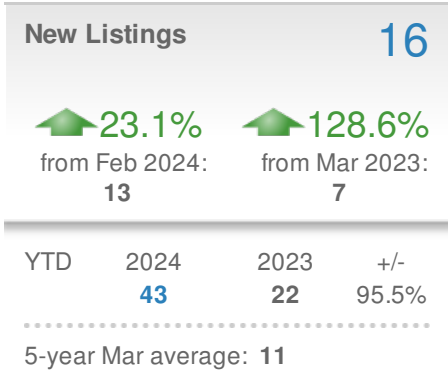 New Listings 16
23.1% 128.6%
from Feb 2024: from Mar 2023:
13 7
YTD 2024 2023 +/-
43 22 95.5%
5-year Mar average: 11